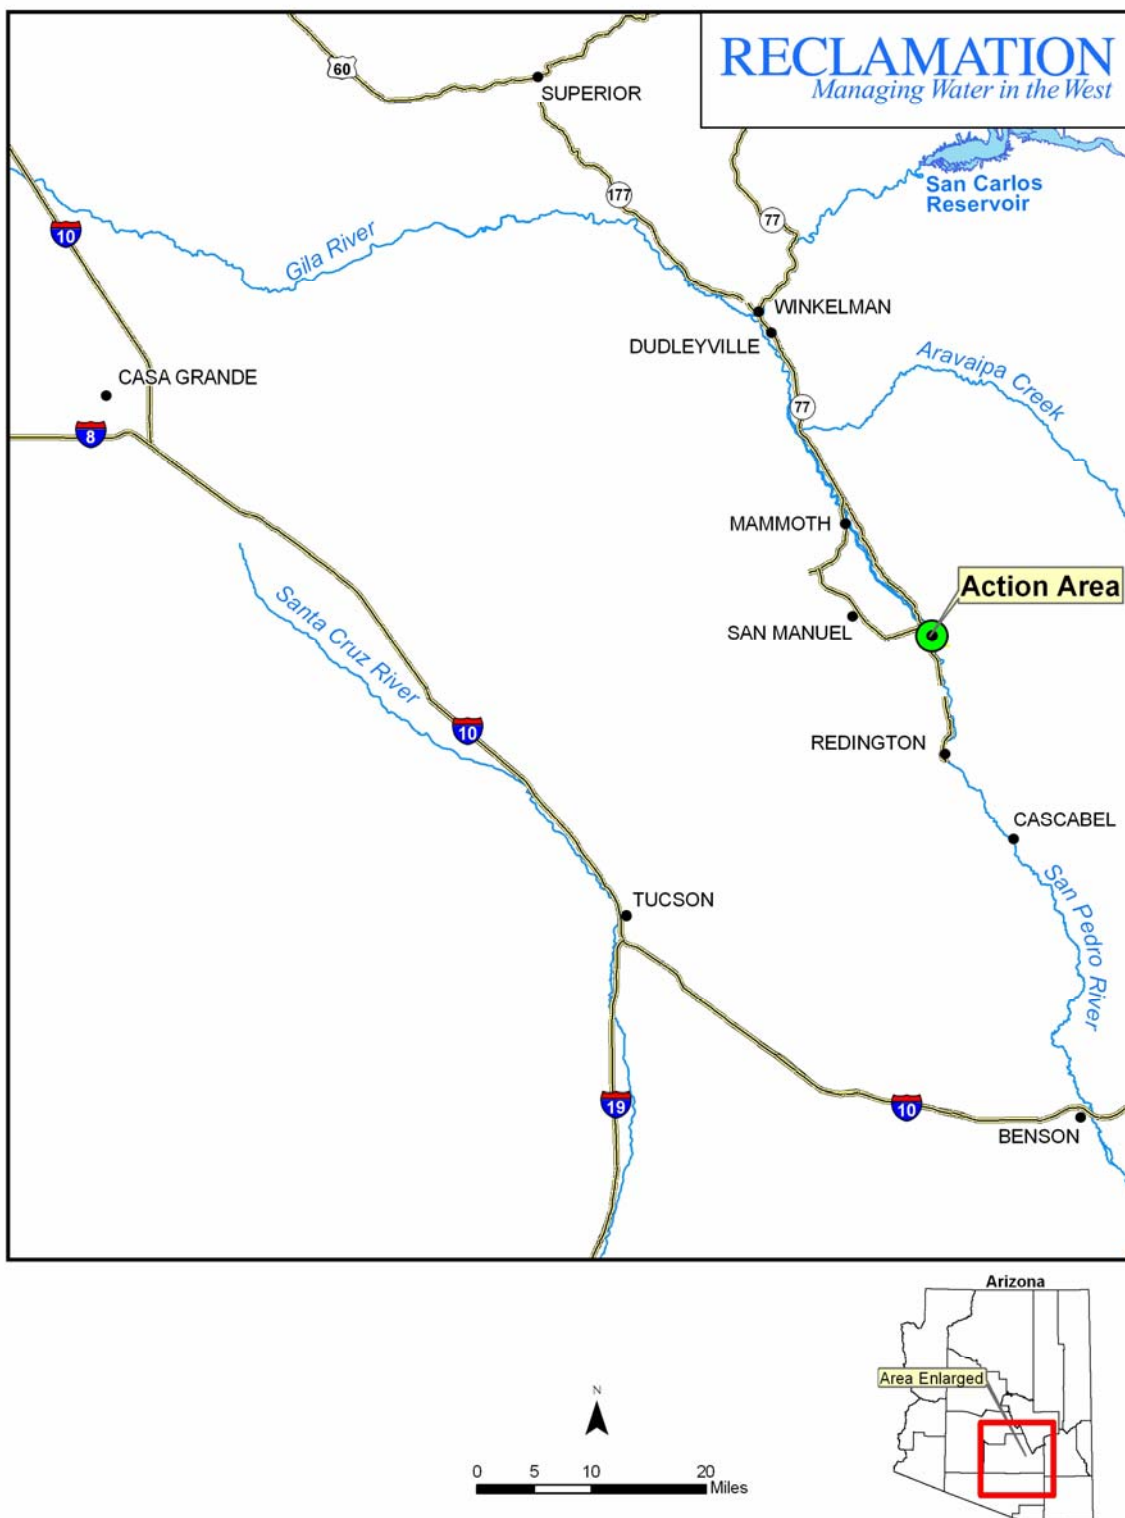 RECLAMATION
Managing Water in the West
60
SUPERIOR
177
77
San Carlos
Reservoir
10
Gila River
WINKELMAN
DUDLEYVILLE
Aravaipa Creek
CASA GRANDE
77
8
MAMMOTH
Action Area
Santa Cruz River
SAN MANUEL
10
REDINGTON
CASCABEL
San Pedro River
TUCSON
19
10
BENSON
Arizona
Area Enlarged
N
0 5 10 20
Miles